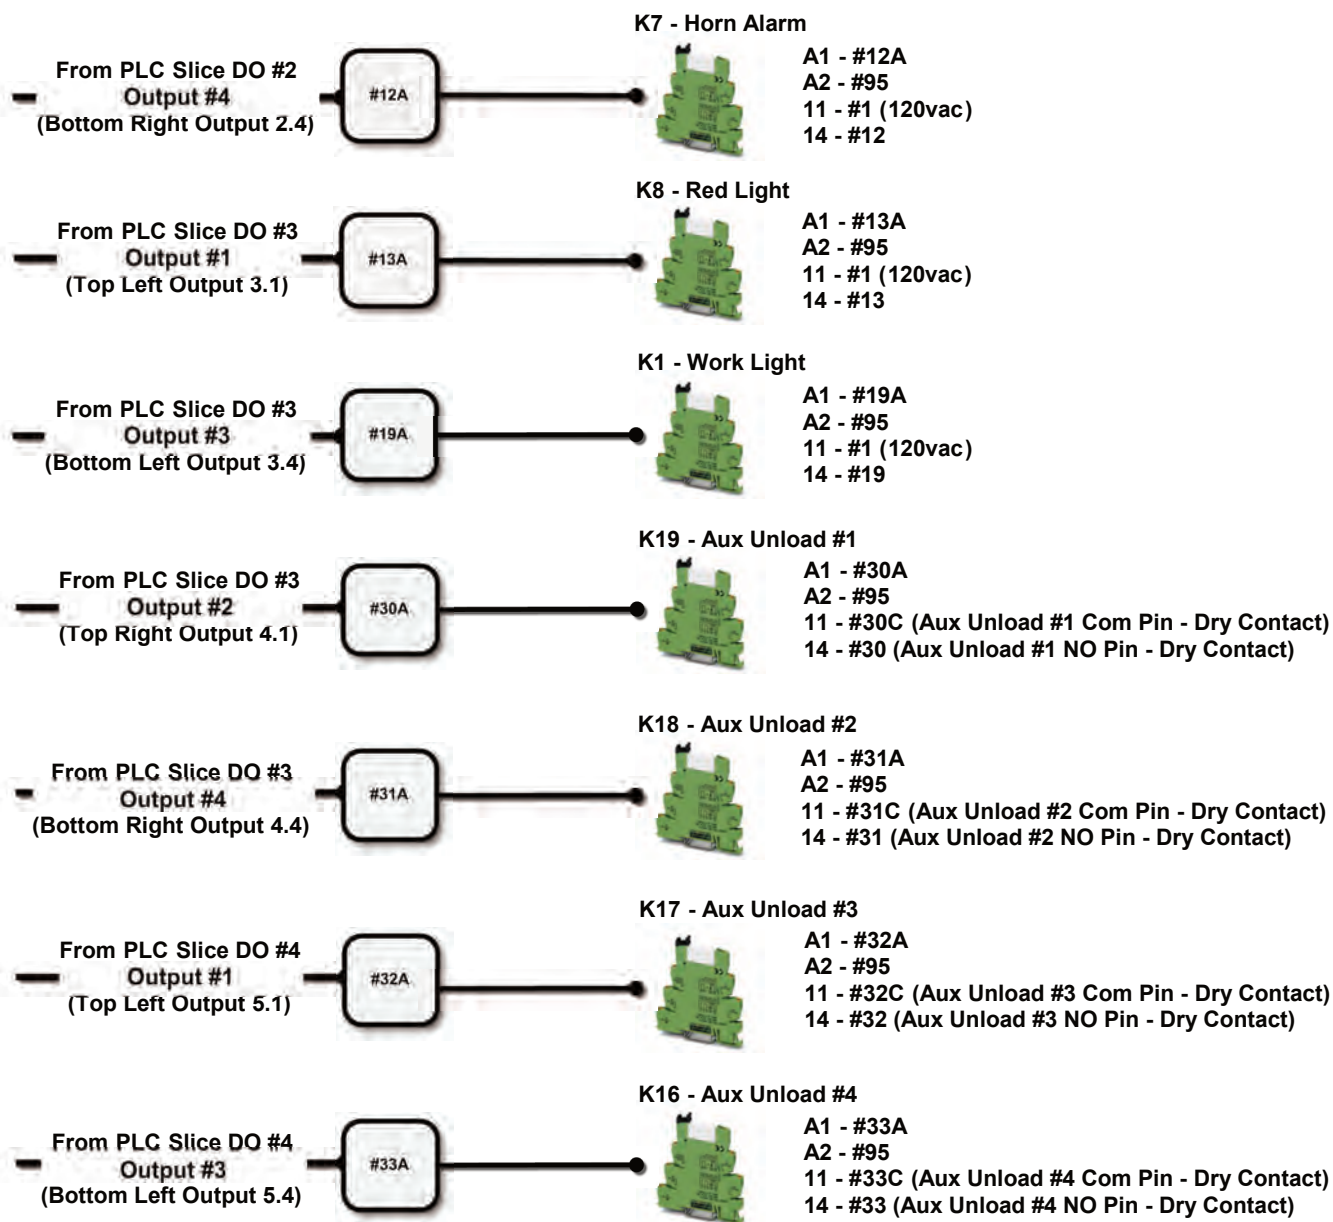 K7 - Horn Alarm
From PLC Slice DO #2
Output #4
(Bottom Right Output 2.4)
#12A
A1 - #12A
A2 - #95
11 - #1 (120vac)
14 - #12
K8 - Red Light
From PLC Slice DO #3
Output #1
(Top Left Output 3.1)
#13A
A1 - #13A
A2 - #95
11 - #1 (120vac)
14 - #13
K1 - Work Light
From PLC Slice DO #3
Output #3
(Bottom Left Output 3.4)
#19A
A1 - #19A
A2 - #95
11 - #1 (120vac)
14 - #19
K19 - Aux Unload #1
From PLC Slice DO #3
Output #2
(Top Right Output 4.1)
#30A
A1 - #30A
A2 - #95
11 - #30C (Aux Unload #1 Com Pin - Dry Contact)
14 - #30 (Aux Unload #1 NO Pin - Dry Contact)
K18 - Aux Unload #2
From PLC Slice DO #3
Output #4
(Bottom Right Output 4.4)
#31A
A1 - #31A
A2 - #95
11 - #31C (Aux Unload #2 Com Pin - Dry Contact)
14 - #31 (Aux Unload #2 NO Pin - Dry Contact)
K17 - Aux Unload #3
From PLC Slice DO #4
Output #1
(Top Left Output 5.1)
#32A
A1 - #32A
A2 - #95
11 - #32C (Aux Unload #3 Com Pin - Dry Contact)
14 - #32 (Aux Unload #3 NO Pin - Dry Contact)
K16 - Aux Unload #4
From PLC Slice DO #4
Output #3
(Bottom Left Output 5.4)
#33A
A1 - #33A
A2 - #95
11 - #33C (Aux Unload #4 Com Pin - Dry Contact)
14 - #33 (Aux Unload #4 NO Pin - Dry Contact)